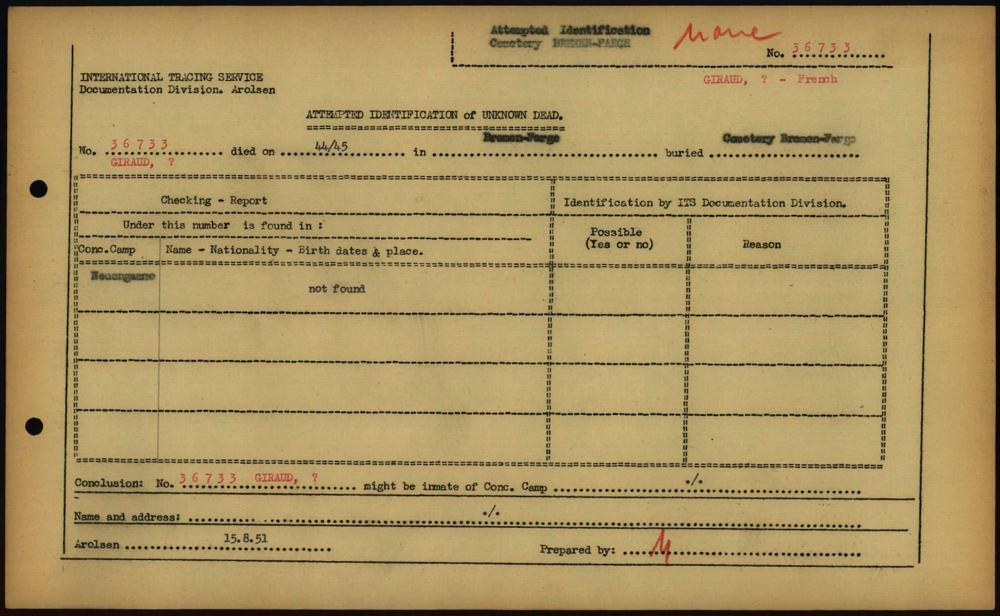 Attempted Identification
Cemetery BREMEN-FARGE
No. 36733
GIRAUD, ? - French
INTERNATIONAL TRACING SERVICE
Documentation Division. Arolsen
ATTEMPTED IDENTIFICATION of UNKNOWN DEAD.
No. 36733 died on 44/45 in Bremen-Farge buried Cemetery Bremen-Farge
GIRAUD, ?
Checking - Report
Identification by ITS Documentation Division.
Under this number is found in :
Possible
(Yes or no)
Reason
Conc.Camp Name - Nationality - Birth dates & place.
Neuengamme
not found
Conclusion: No. 36733 GIRAUD, ? might be inmate of Conc. Camp ./.
Name and address: ./.
Arolsen 15.8.51
Prepared by: